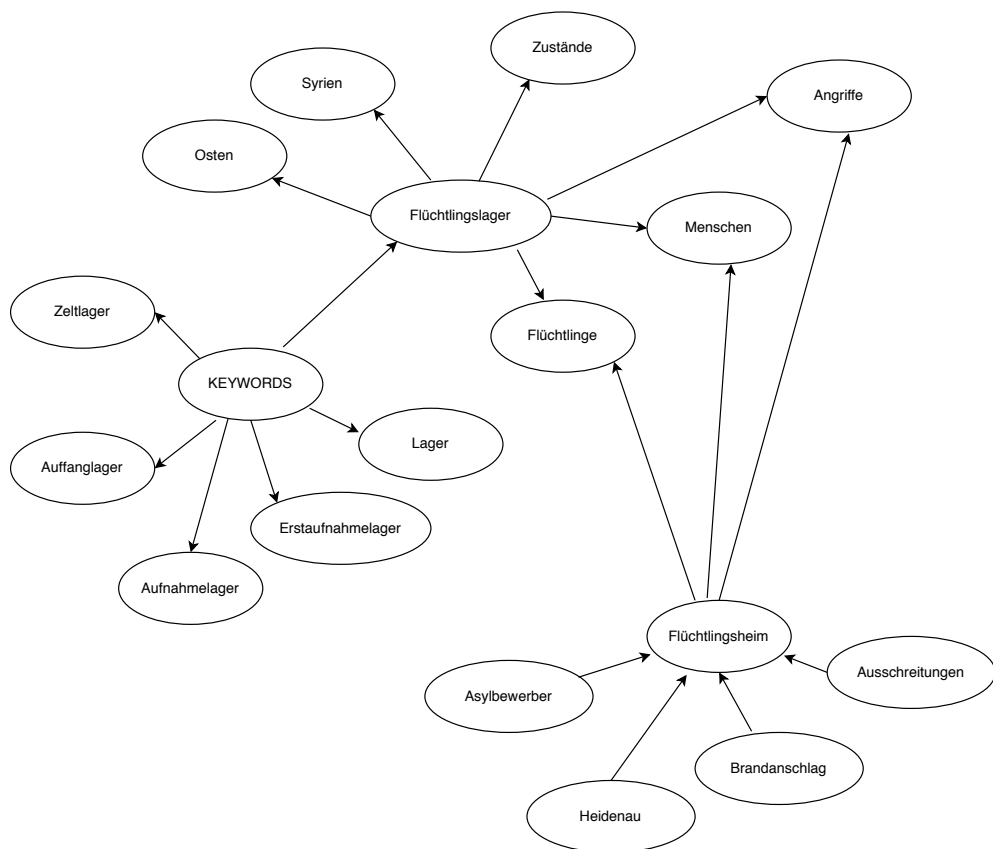 Zustände
Syrien
Angriffe
Osten
Flüchtlingslager
Menschen
Zeltlager
Flüchtlinge
KEYWORDS
Lager
Auffanglager
Erstaufnahmelager
Aufnahmelager
Flüchtlingsheim
Ausschreitungen
Asylbewerber
Brandanschlag
Heidenau